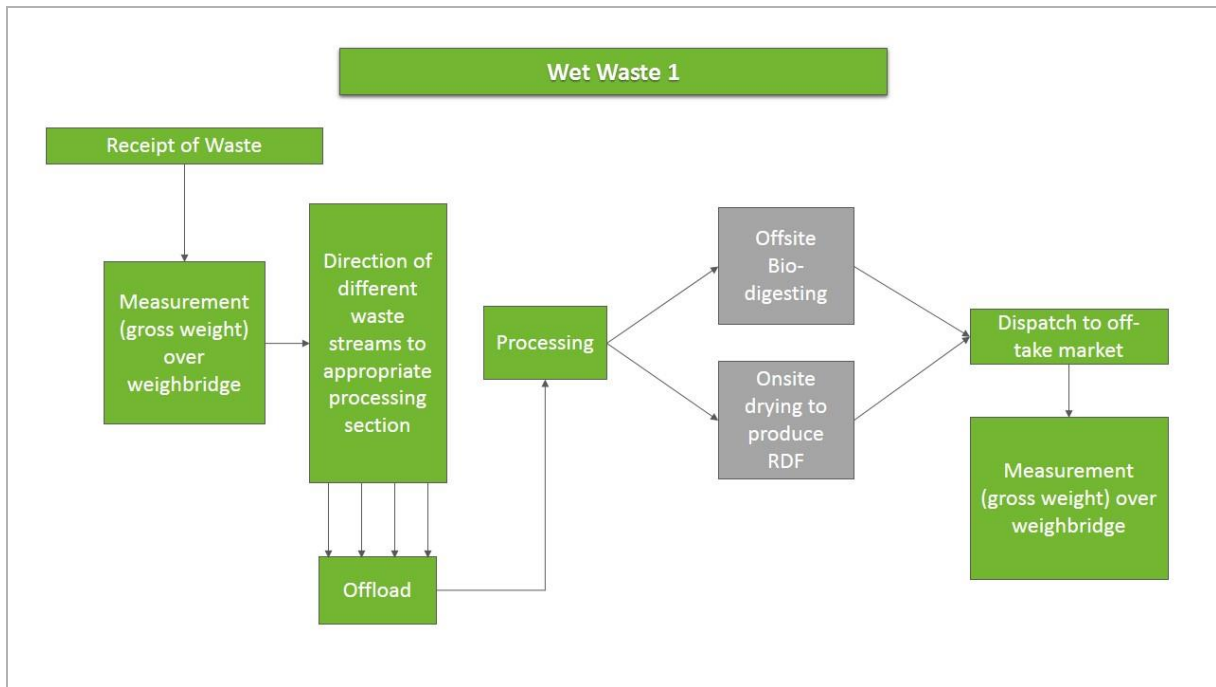 Wet Waste 1
Receipt of Waste
Measurement
(gross weight)
over
weighbridge
Direction of
different
waste
streams to
appropriate
processing
section
Offload
Processing
Offsite
Bio-
digesting
Onsite
drying to
produce
RDF
Dispatch to off-
take market
Measurement
(gross weight) over
weighbridge